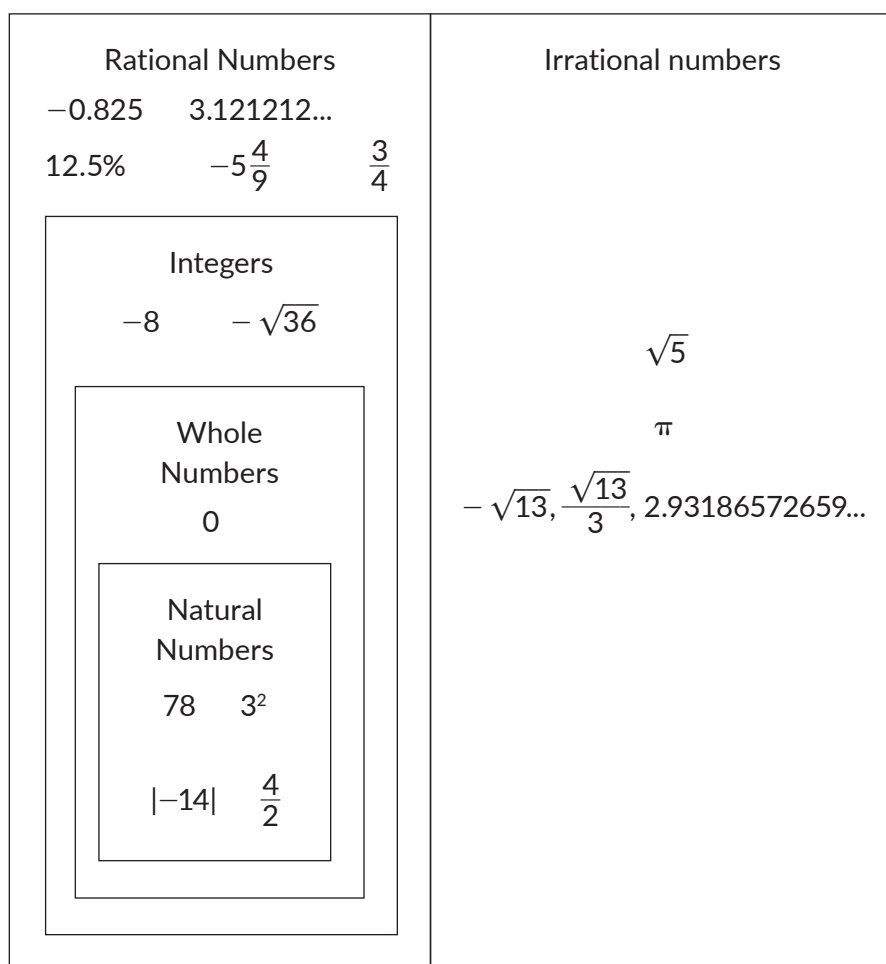 Rational Numbers
−0.825 3.121212...
12.5% −5 4/9 3/4
Integers
−8 −√36
Whole
Numbers
0
Natural
Numbers
78 3²
|−14| 4/2
Irrational numbers
√5
π
−√13, √13/3, 2.93186572659...